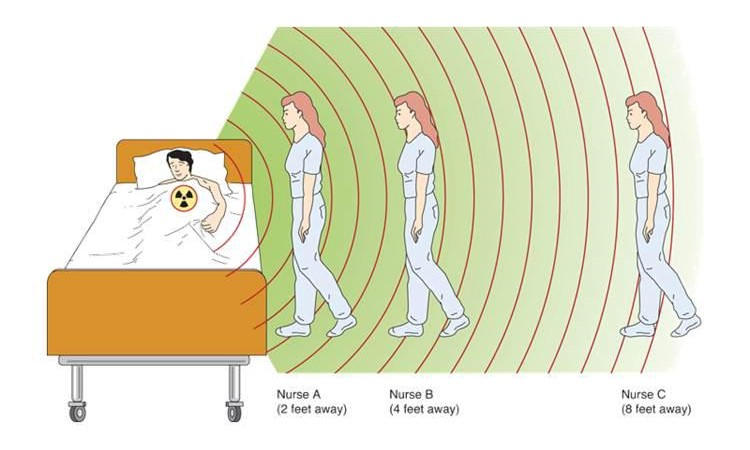 Nurse A
(2 feet away)
Nurse B
(4 feet away)
Nurse C
(8 feet away)